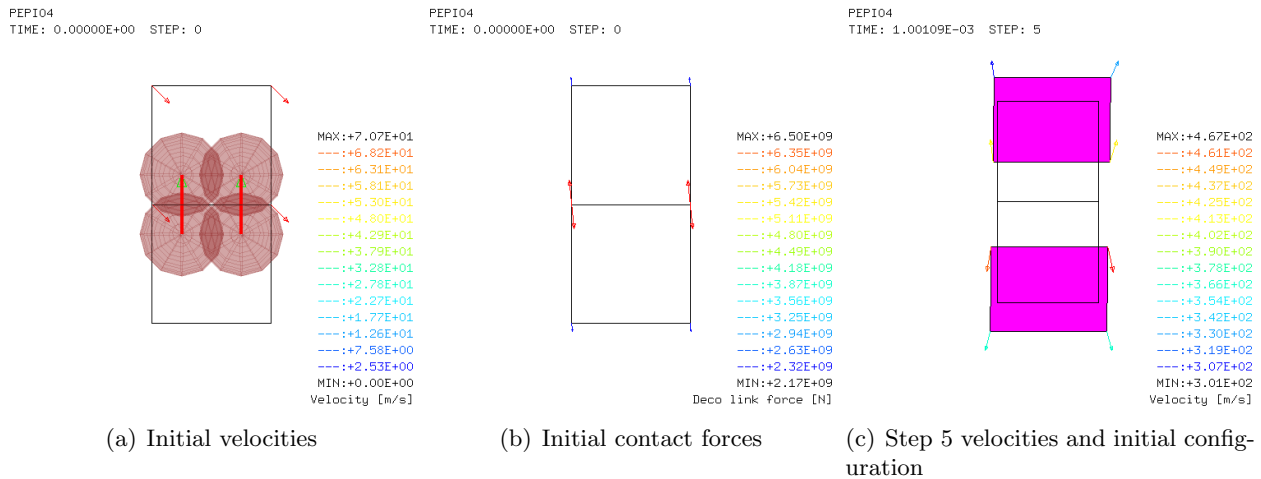 PEPI04
TIME: 0.00000E+00 STEP: 0
MAX:+7.07E+01
---:+6.82E+01
---:+6.31E+01
---:+5.81E+01
---:+5.30E+01
---:+4.80E+01
---:+4.29E+01
---:+3.79E+01
---:+3.28E+01
---:+2.78E+01
---:+2.27E+01
---:+1.77E+01
---:+1.26E+01
---:+7.58E+00
---:+2.53E+00
MIN:+0.00E+00
Velocity [m/s]
(a) Initial velocities
PEPI04
TIME: 0.00000E+00 STEP: 0
MAX:+6.50E+09
---:+6.35E+09
---:+6.04E+09
---:+5.73E+09
---:+5.42E+09
---:+5.11E+09
---:+4.80E+09
---:+4.49E+09
---:+4.18E+09
---:+3.87E+09
---:+3.56E+09
---:+3.25E+09
---:+2.94E+09
---:+2.63E+09
---:+2.32E+09
MIN:+2.17E+09
Deco link force [N]
(b) Initial contact forces
PEPI04
TIME: 1.00109E-03 STEP: 5
MAX:+4.67E+02
---:+4.61E+02
---:+4.49E+02
---:+4.37E+02
---:+4.25E+02
---:+4.13E+02
---:+4.02E+02
---:+3.90E+02
---:+3.78E+02
---:+3.66E+02
---:+3.54E+02
---:+3.42E+02
---:+3.30E+02
---:+3.19E+02
---:+3.07E+02
MIN:+3.01E+02
Velocity [m/s]
(c) Step 5 velocities and initial config-
uration